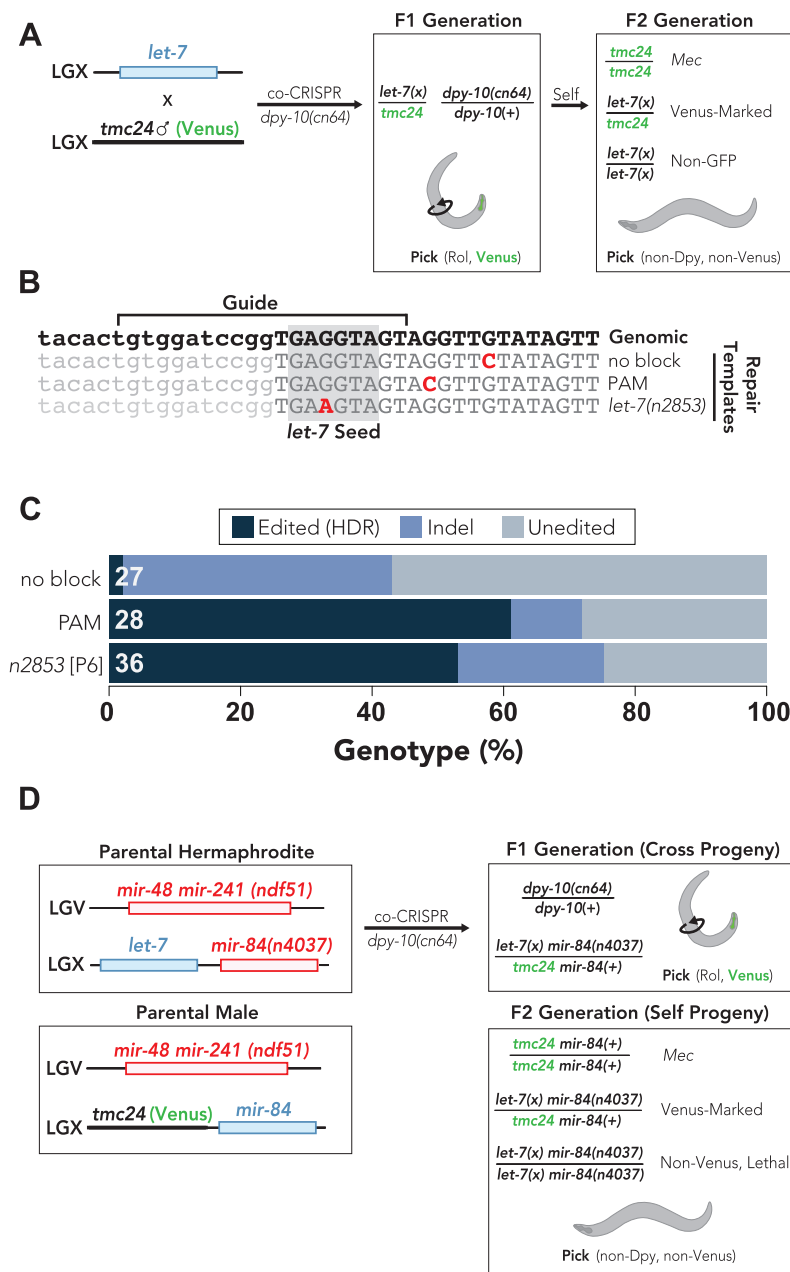 A
LGX
let-7
x
LGX
tmc24♂ (Venus)
co-CRISPR
dpy-10(cn64)
F1 Generation
let-7(x)
tmc24
dpy-10(cn64)
dpy-10(+)
Pick (Rol, Venus)
Self
F2 Generation
tmc24
tmc24
Mec
let-7(x)
tmc24
Venus-Marked
let-7(x)
let-7(x)
Non-GFP
Pick (non-Dpy, non-Venus)
B
Guide
tacactgtggatccggTGAGGTAGTAGGTTGTATAGTT Genomic
tacactgtggatccggTGAGGTAGTAGGTTCTATAGTT no block
tacactgtggatccggTGAGGTAGTACGTTGTATAGTT PAM
tacactgtggatccggTGAAGTAGTAGGTTGTATAGTT let-7(n2853)
let-7 Seed
Repair
Templates
C
Edited (HDR) Indel Unedited
no block 27
PAM 28
n2853 [P6] 36
0 20 40 60 80 100
Genotype (%)
D
Parental Hermaphrodite
mir-48 mir-241 (ndf51)
LGV
let-7 mir-84(n4037)
LGX
Parental Male
mir-48 mir-241 (ndf51)
LGV
tmc24 (Venus) mir-84
LGX
co-CRISPR
dpy-10(cn64)
F1 Generation (Cross Progeny)
dpy-10(cn64)
dpy-10(+)
let-7(x) mir-84(n4037)
tmc24 mir-84(+)
Pick (Rol, Venus)
F2 Generation (Self Progeny)
tmc24 mir-84(+)
tmc24 mir-84(+)
Mec
let-7(x) mir-84(n4037)
tmc24 mir-84(+)
Venus-Marked
let-7(x) mir-84(n4037)
let-7(x) mir-84(n4037)
Non-Venus, Lethal
Pick (non-Dpy, non-Venus)